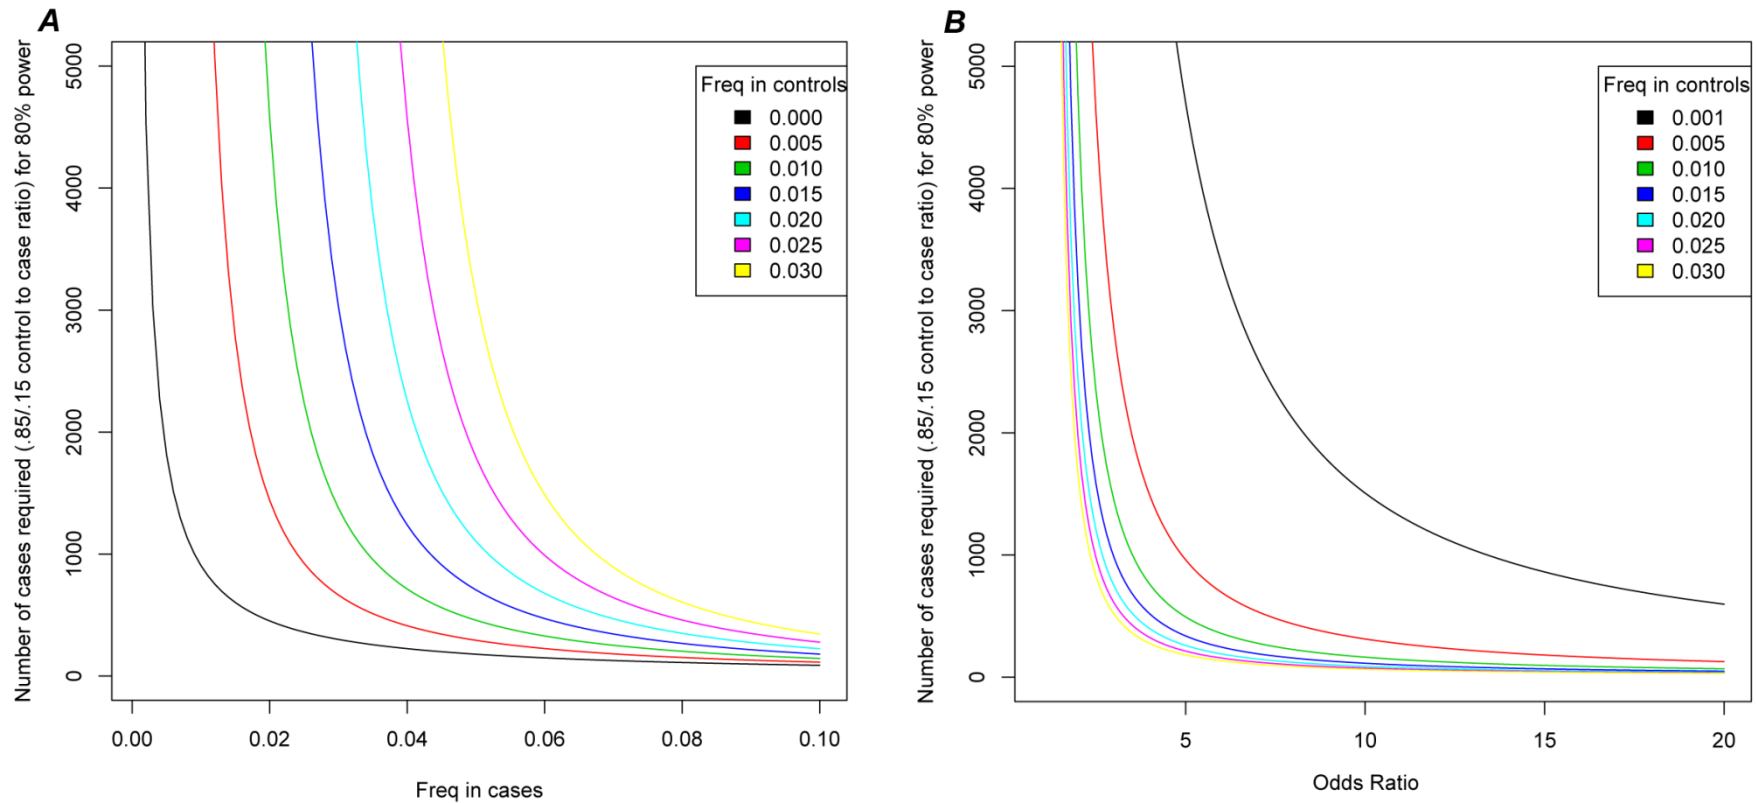 A
Number of cases required (.85/.15 control to case ratio) for 80% power
5000
4000
3000
2000
1000
0
0.00 0.02 0.04 0.06 0.08 0.10
Freq in cases
Freq in controls
0.000
0.005
0.010
0.015
0.020
0.025
0.030
B
Number of cases required (.85/.15 control to case ratio) for 80% power
5000
4000
3000
2000
1000
0
5 10 15 20
Odds Ratio
Freq in controls
0.001
0.005
0.010
0.015
0.020
0.025
0.030